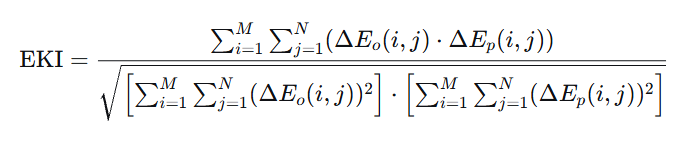 EKI = \frac{\sum_{i=1}^{M} \sum_{j=1}^{N} (\Delta E_o(i,j) \cdot \Delta E_p(i,j))}{\sqrt{\left[\sum_{i=1}^{M} \sum_{j=1}^{N} (\Delta E_o(i,j))^2\right] \cdot \left[\sum_{i=1}^{M} \sum_{j=1}^{N} (\Delta E_p(i,j))^2\right]}}